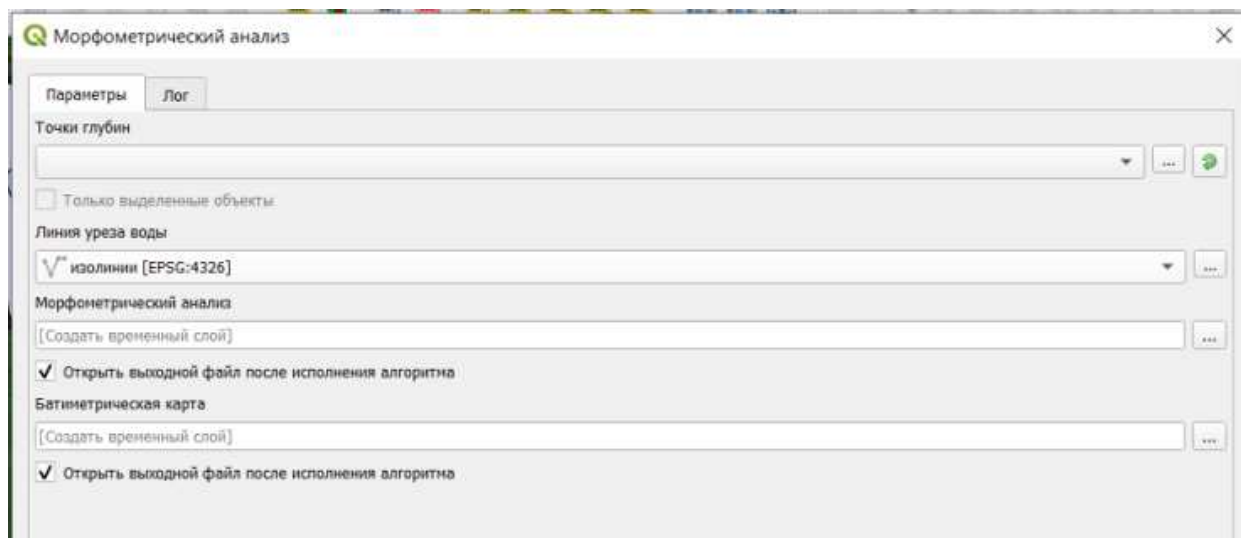 Морфометрический анализ
Параметры Лог
Точки глубин
...
Только выделенные объекты
Линия уреза воды
изолинии [EPSG:4326]
...
Морфометрический анализ
[Создать временный слой]
...
Открыть выходной файл после исполнения алгоритма
Батиметрическая карта
[Создать временный слой]
...
Открыть выходной файл после исполнения алгоритма